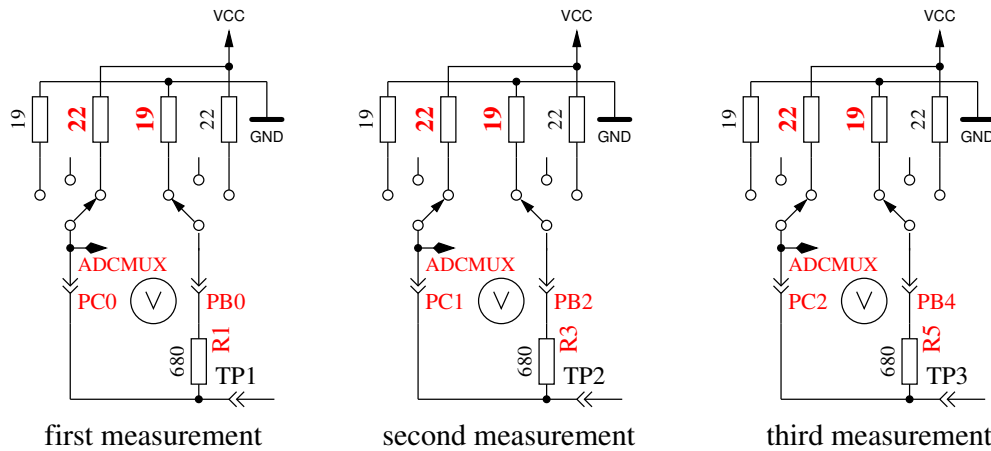 VCC
19
22
19
22
GND
ADCMUX
V
PC0
PB0
680
R1
TP1
first measurement
VCC
19
22
19
22
GND
ADCMUX
V
PC1
PB2
680
R3
TP2
second measurement
VCC
19
22
19
22
GND
ADCMUX
V
PC2
PB4
680
R5
TP3
third measurement